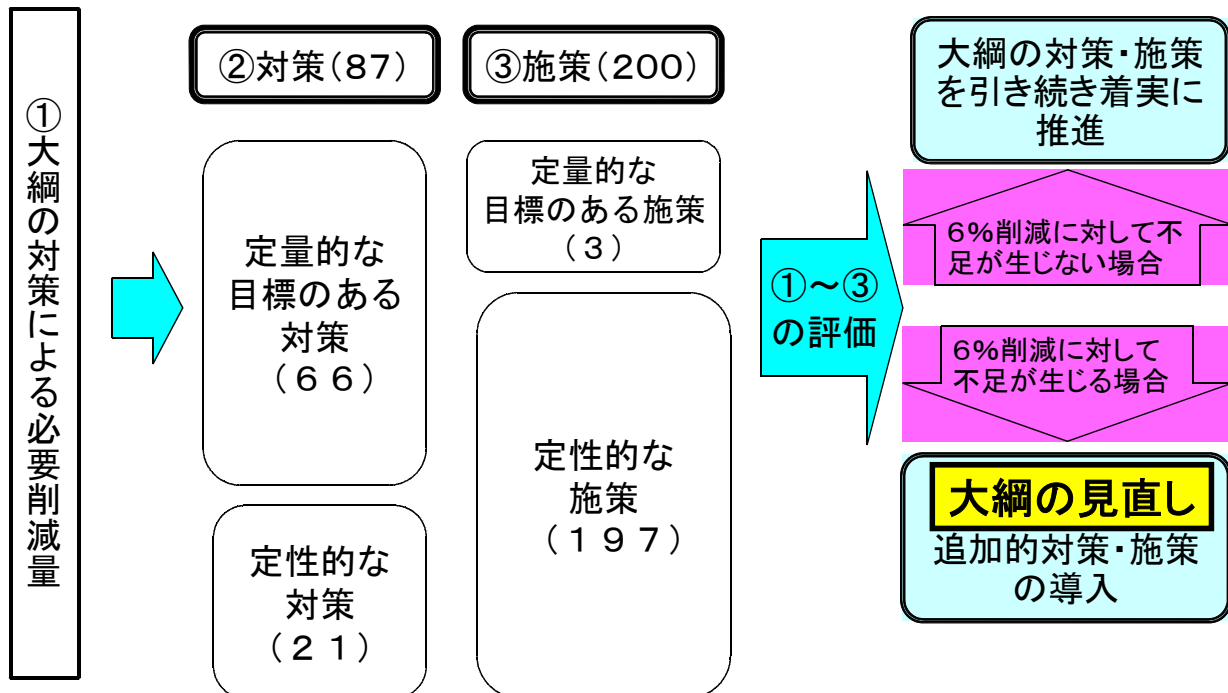 ①大綱の対策による必要削減量
②対策(87)
定量的な
目標のある
対策
(66)
定性的な
対策
(21)
③施策(200)
定量的な
目標のある施策
(3)
定性的な
施策
(197)
①～③
の評価
大綱の対策・施策
を引き続き着実に
推進
6%削減に対して不
足が生じない場合
6%削減に対して
不足が生じる場合
大綱の見直し
追加的対策・施策
の導入